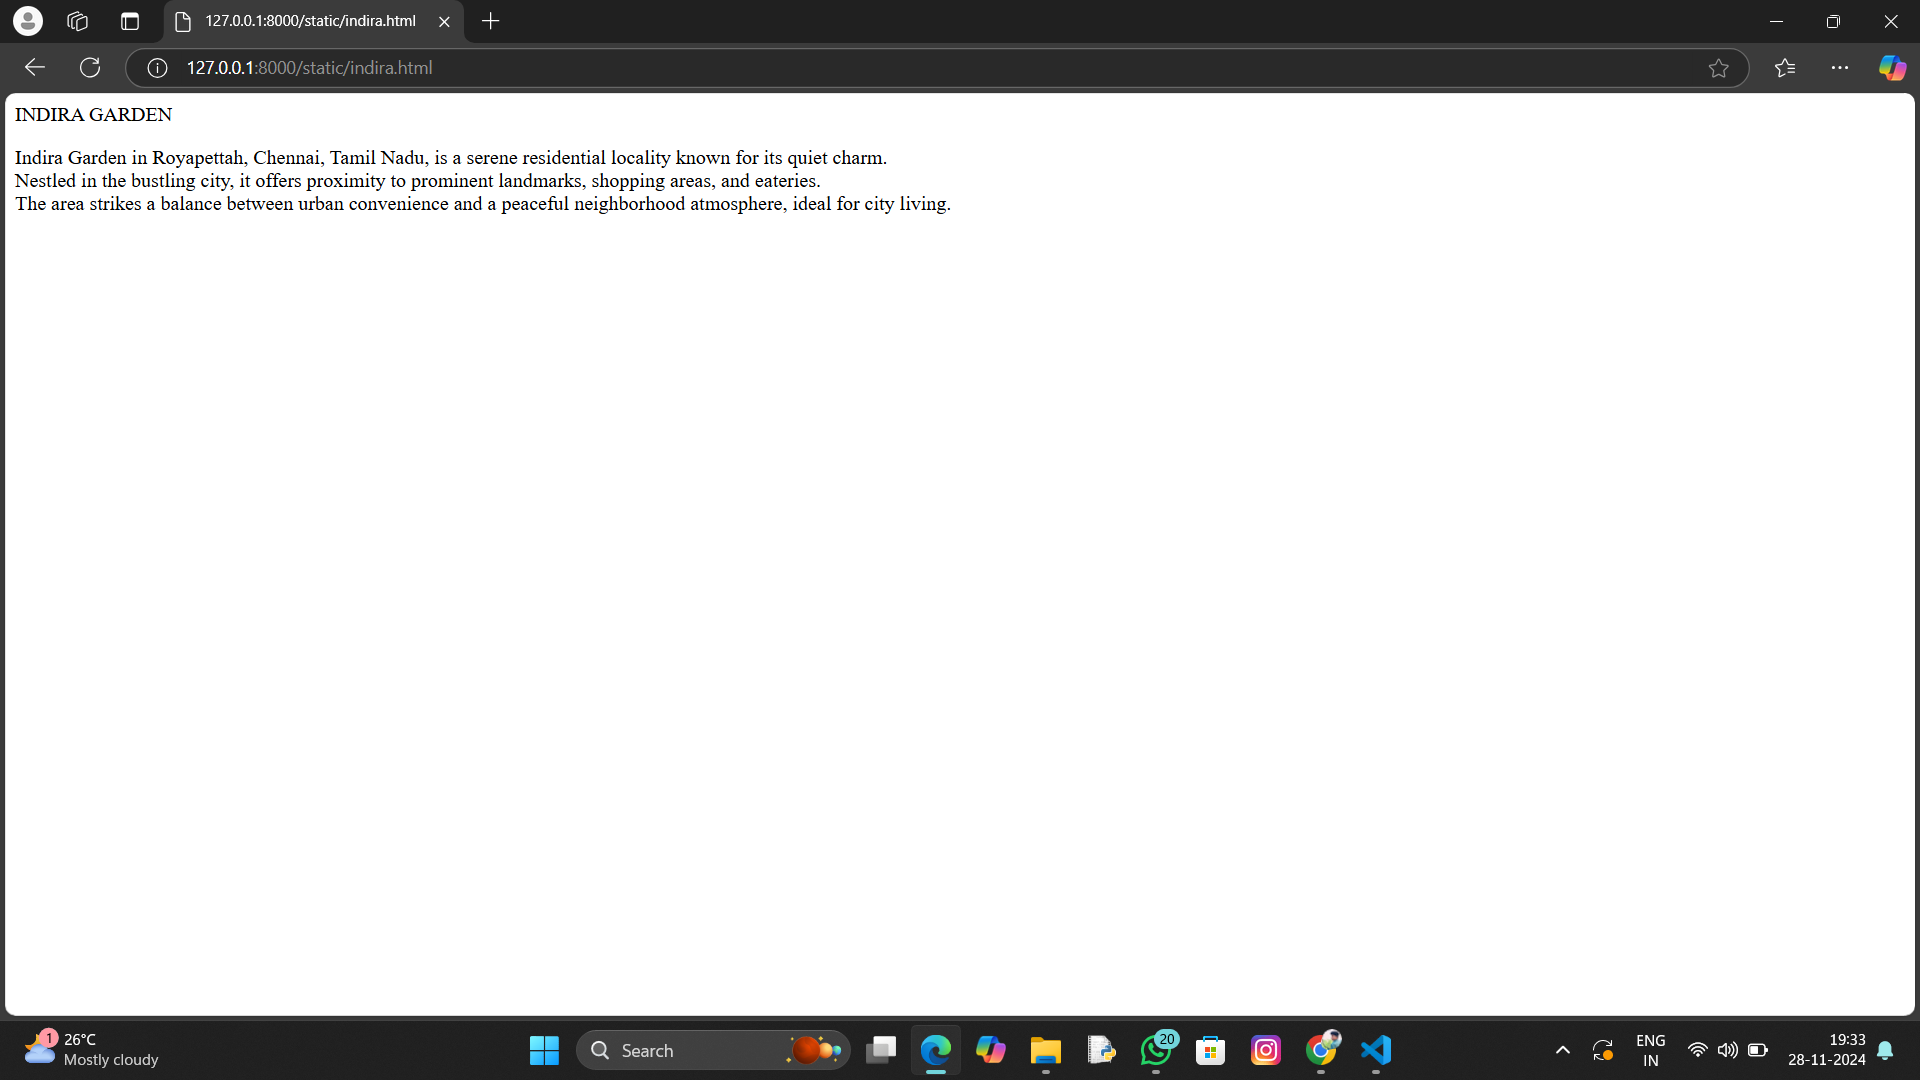 127.0.0.1:8000/static/indira.html
127.0.0.1:8000/static/indira.html
INDIRA GARDEN
Indira Garden in Royapettah, Chennai, Tamil Nadu, is a serene residential locality known for its quiet charm.
Nestled in the bustling city, it offers proximity to prominent landmarks, shopping areas, and eateries.
The area strikes a balance between urban convenience and a peaceful neighborhood atmosphere, ideal for city living.
1
26°C
Mostly cloudy
Search
20
ENG
IN
19:33
28-11-2024